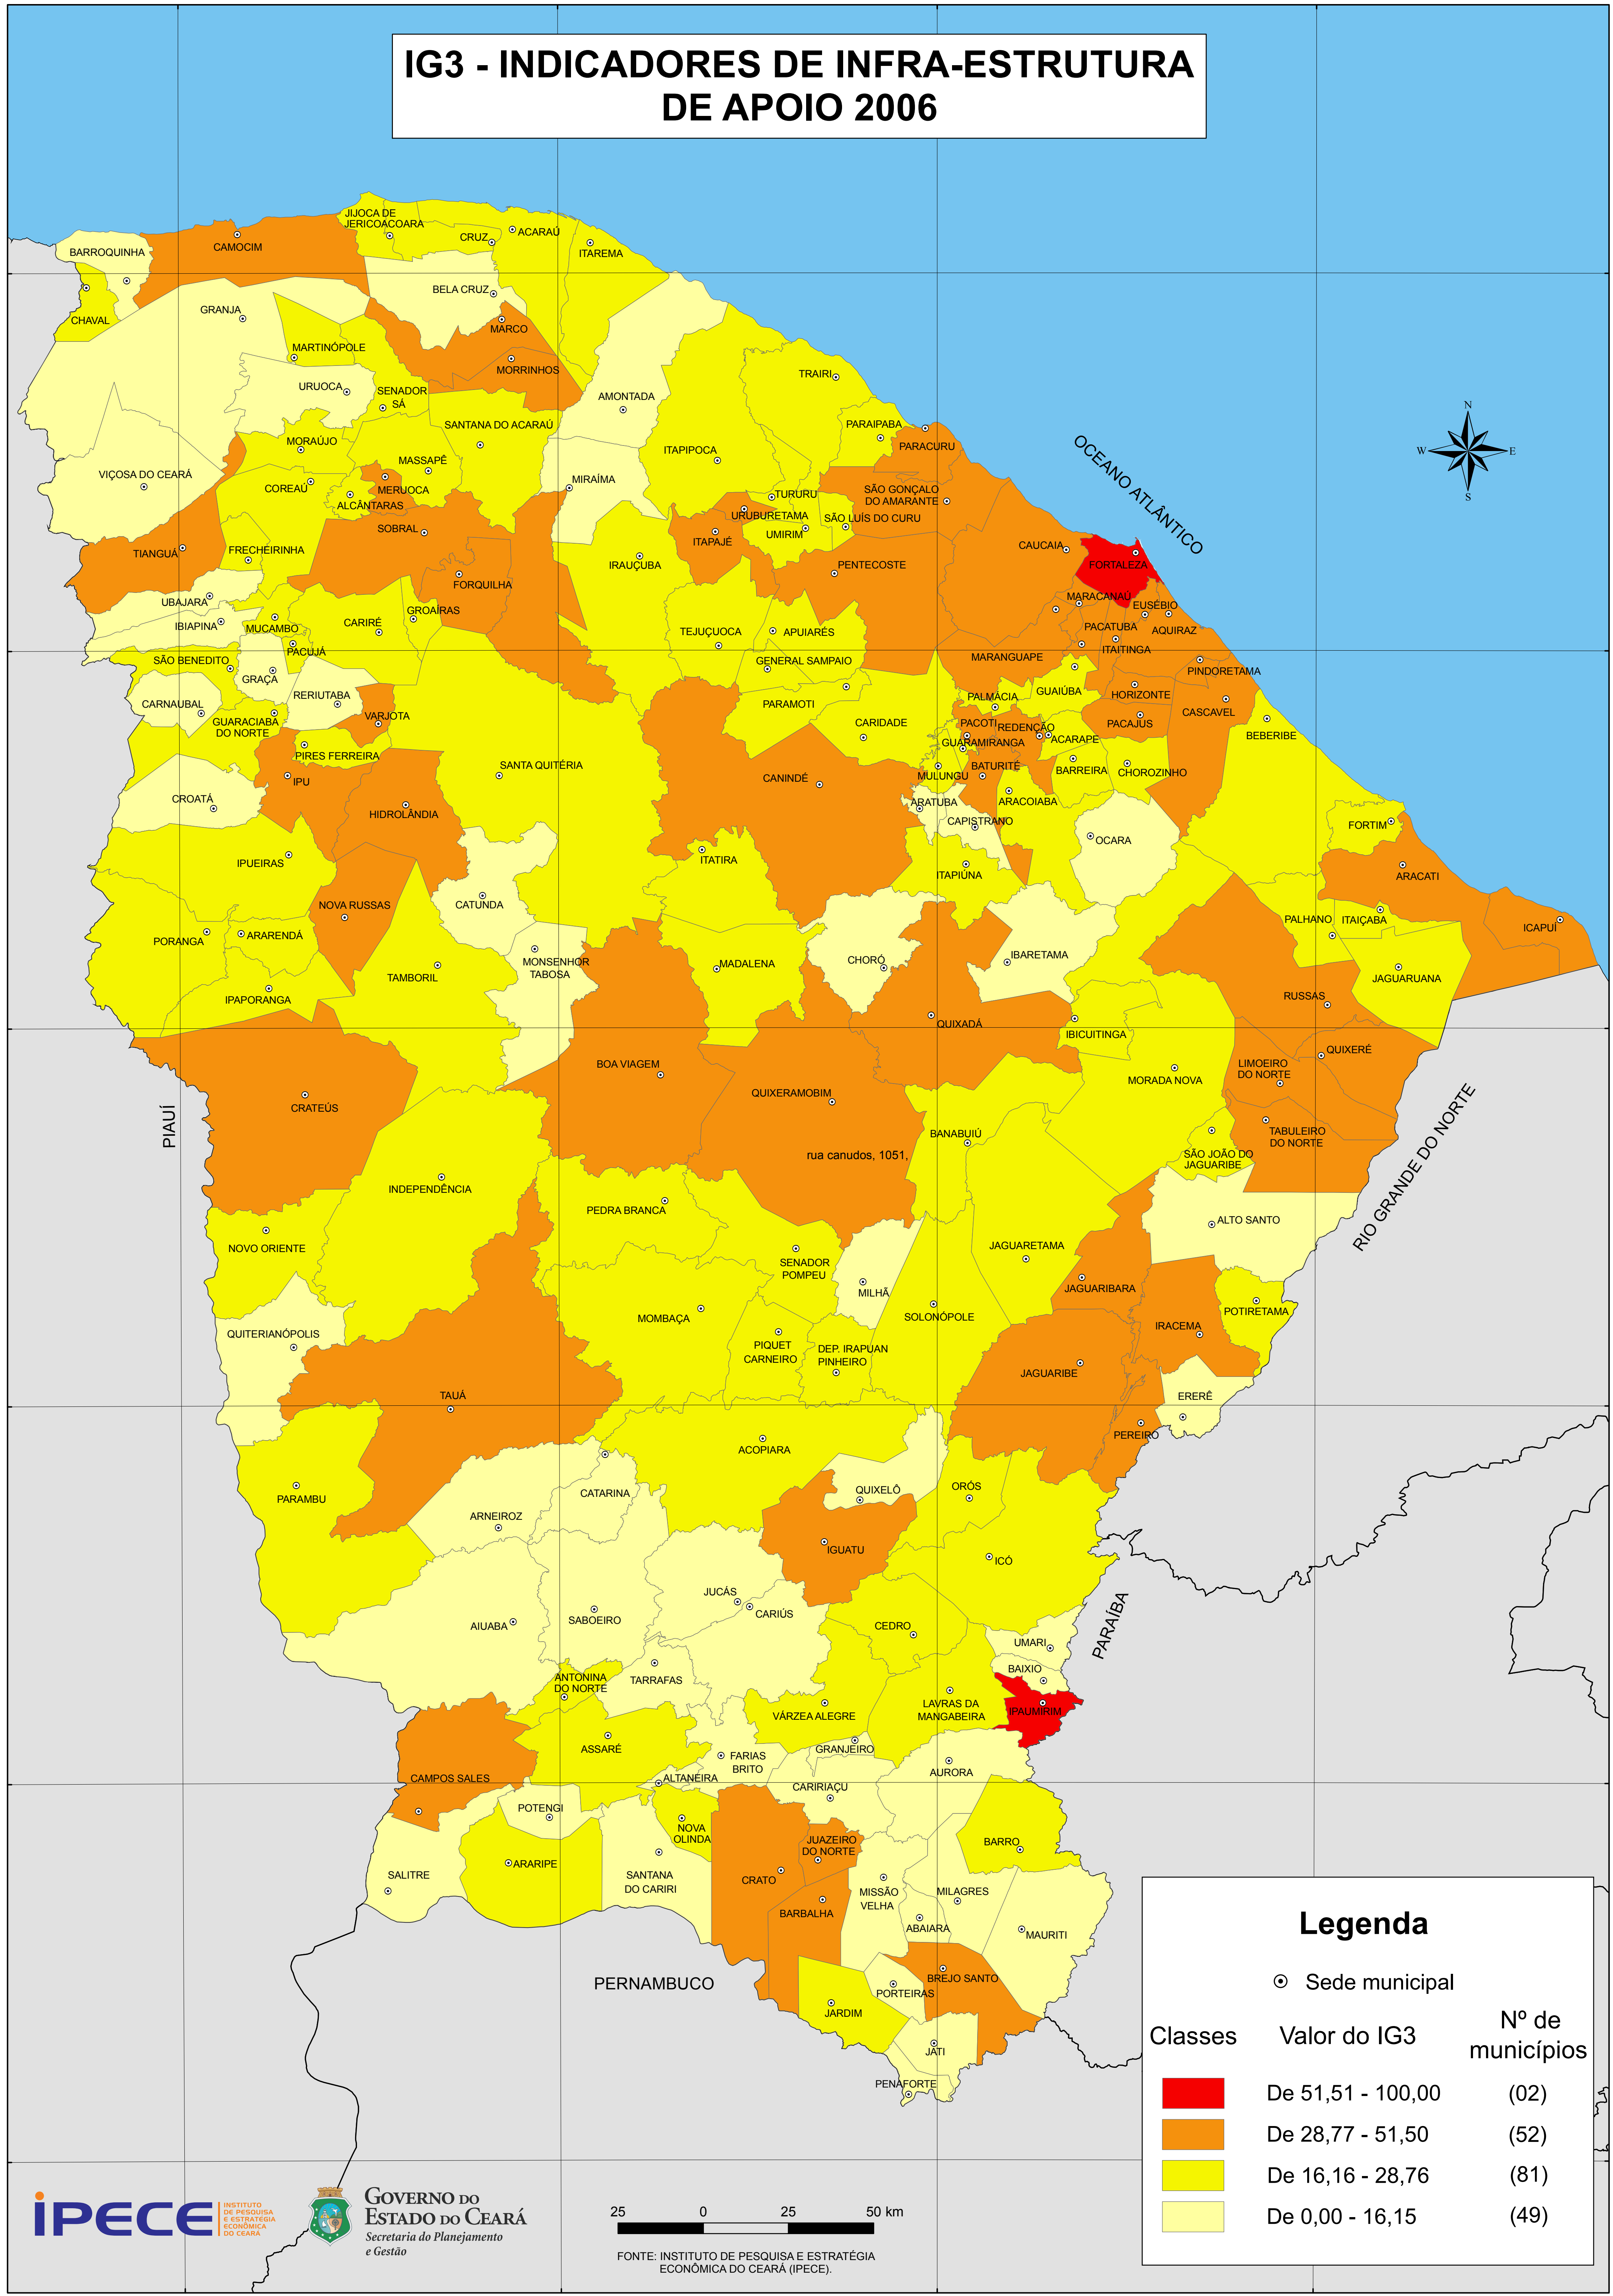 IG3 - INDICADORES DE INFRA-ESTRUTURA
DE APOIO 2006
JIJOCA DE
JERICOACOARA
CRUZ
ACARAÚ
ITAREMA
CAMOCIM
BARROQUINHA
BELA CRUZ
CHAVAL
GRANJA
MARCO
MARTINÓPOLE
MORRINHOS
TRAIRI
URUOCA
SENADOR
SÁ
AMONTADA
SANTANA DO ACARAÚ
PARAIPABA
PARACURU
OCEANO ATLÂNTICO
N
W
E
S
MORAÚJO
ITAPIPOCA
MASSAPÊ
VIÇOSA DO CEARÁ
MIRAÍMA
COREAÚ
MERUOCA
ALCÂNTARAS
TURURU
SÃO GONÇALO
DO AMARANTE
URUBURETAMA
SÃO LUÍS DO CURU
SOBRAL
UMIRIM
ITAPAJÉ
TIANGUÁ
FRECHEIRINHA
IRAUÇUBA
PENTECOSTE
CAUCAIA
FORTALEZA
FORQUILHA
UBAJARA
MARACANAÚ
EUSÉBIO
GROAÍRAS
IBIAPINA
MUCAMBO
CARIRÉ
TEJUÇUOCA
APUIARÉS
PACATUBA
AQUIRAZ
PACUJÁ
ITAITINGA
SÃO BENEDITO
GENERAL SAMPAIO
MARANGUAPE
PINDORETAMA
GRAÇA
RERIUTABA
PALMÁCIA
GUAIÚBA
HORIZONTE
CARNAUBAL
PARAMOTI
CASCAVEL
VARJOTA
GUARACIABA
DO NORTE
CARIDADE
PACOTI
REDENÇÃO
PACAJUS
BEBERIBE
GUARAMIRANGA
ACARAPE
PIRES FERREIRA
SANTA QUITÉRIA
BATURITÉ
BARREIRA
CHOROZINHO
IPU
CANINDÉ
MULUNGU
CROATÁ
ARATUBA
ARACOIABA
HIDROLÂNDIA
CAPISTRANO
FORTIM
OCARA
IPUEIRAS
ITATIRA
ITAPIÚNA
ARACATI
NOVA RUSSAS
CATUNDA
PALHANO
ITAIÇABA
ICAPUÍ
PORANGA
ARARENDÁ
MONSENHOR
TABOSA
MADALENA
CHORÓ
IBARETAMA
TAMBORIL
JAGUARUANA
IPAPORANGA
RUSSAS
QUIXADÁ
IBICUITINGA
QUIXERÉ
BOA VIAGEM
LIMOEIRO
DO NORTE
MORADA NOVA
QUIXERAMOBIM
CRATEÚS
PIAUÍ
BANABUIÚ
TABULEIRO
DO NORTE
rua canudos, 1051,
SÃO JOÃO DO
JAGUARIBE
RIO GRANDE DO NORTE
INDEPENDÊNCIA
PEDRA BRANCA
ALTO SANTO
NOVO ORIENTE
JAGUARETAMA
SENADOR
POMPEU
JAGUARIBARA
MILHÃ
POTIRETAMA
MOMBAÇA
SOLONÓPOLE
IRACEMA
QUITERIANÓPOLIS
PIQUET
CARNEIRO
DEP. IRAPUAN
PINHEIRO
JAGUARIBE
TAUÁ
ERERÊ
PEREIRO
ACOPIARA
ORÓS
QUIXELÔ
CATARINA
PARAMBU
ARNEIROZ
IGUATU
ICÓ
JUCÁS
CARIÚS
SABOEIRO
AIUABA
CEDRO
PARAÍBA
UMARI
BAIXIO
ANTONINA
DO NORTE
TARRAFAS
LAVRAS DA
MANGABEIRA
IPAUMIRIM
VÁRZEA ALEGRE
ASSARÉ
GRANJEIRO
FARIAS
BRITO
AURORA
CAMPOS SALES
ALTANEIRA
CARIRIAÇU
POTENGI
NOVA
OLINDA
JUAZEIRO
DO NORTE
BARRO
ARARIPE
SALITRE
SANTANA
DO CARIRI
CRATO
MISSÃO
VELHA
MILAGRES
BARBALHA
ABAIARA
MAURITI
BREJO SANTO
PERNAMBUCO
PORTEIRAS
JARDIM
JATI
PENAFORTE
Legenda
Sede municipal
Classes Valor do IG3 Nº de
municípios
De 51,51 - 100,00 (02)
De 28,77 - 51,50 (52)
De 16,16 - 28,76 (81)
De 0,00 - 16,15 (49)
IPECE
INSTITUTO
DE PESQUISA
E ESTRATÉGIA
ECONÔMICA
DO CEARÁ
GOVERNO DO
ESTADO DO CEARÁ
Secretaria do Planejamento
e Gestão
25 0 25 50 km
FONTE: INSTITUTO DE PESQUISA E ESTRATÉGIA
ECONÔMICA DO CEARÁ (IPECE).